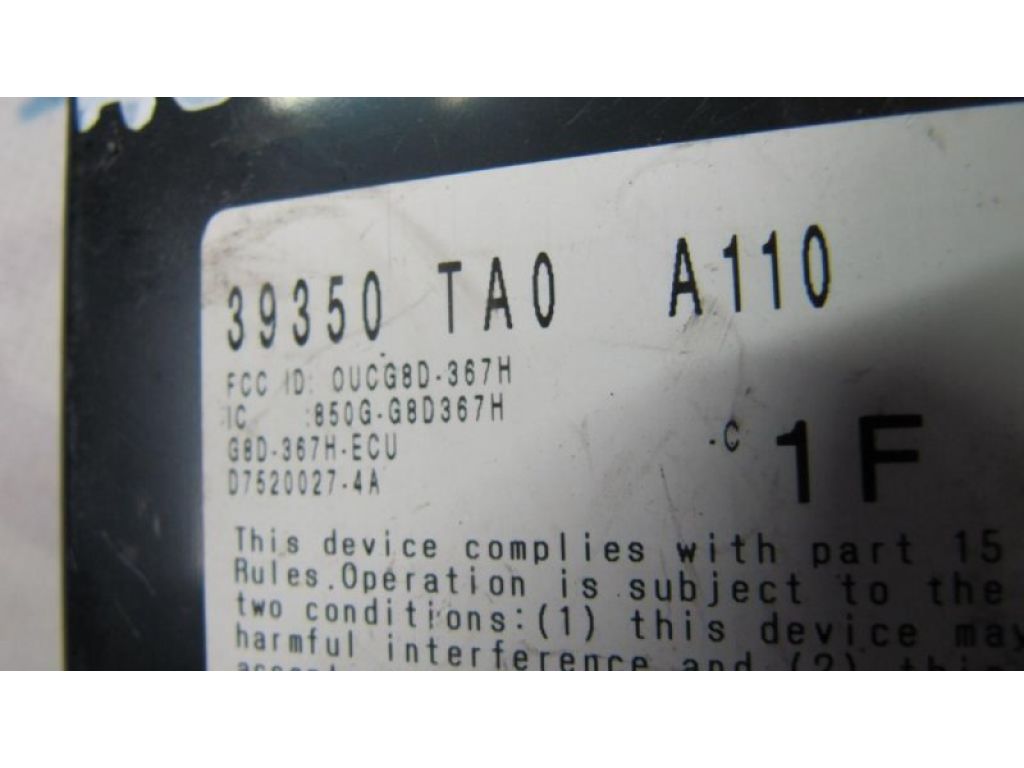 39350 TA0 A110
FCC ID: OUCG8D-367H
IC :850G-G8D367H
G8D-367H-ECU
-C 1F
D7520027-4A
This device complies with part 15
Rules.Operation is subject to the
two conditions:(1) this device may
harmful interference and (2) this